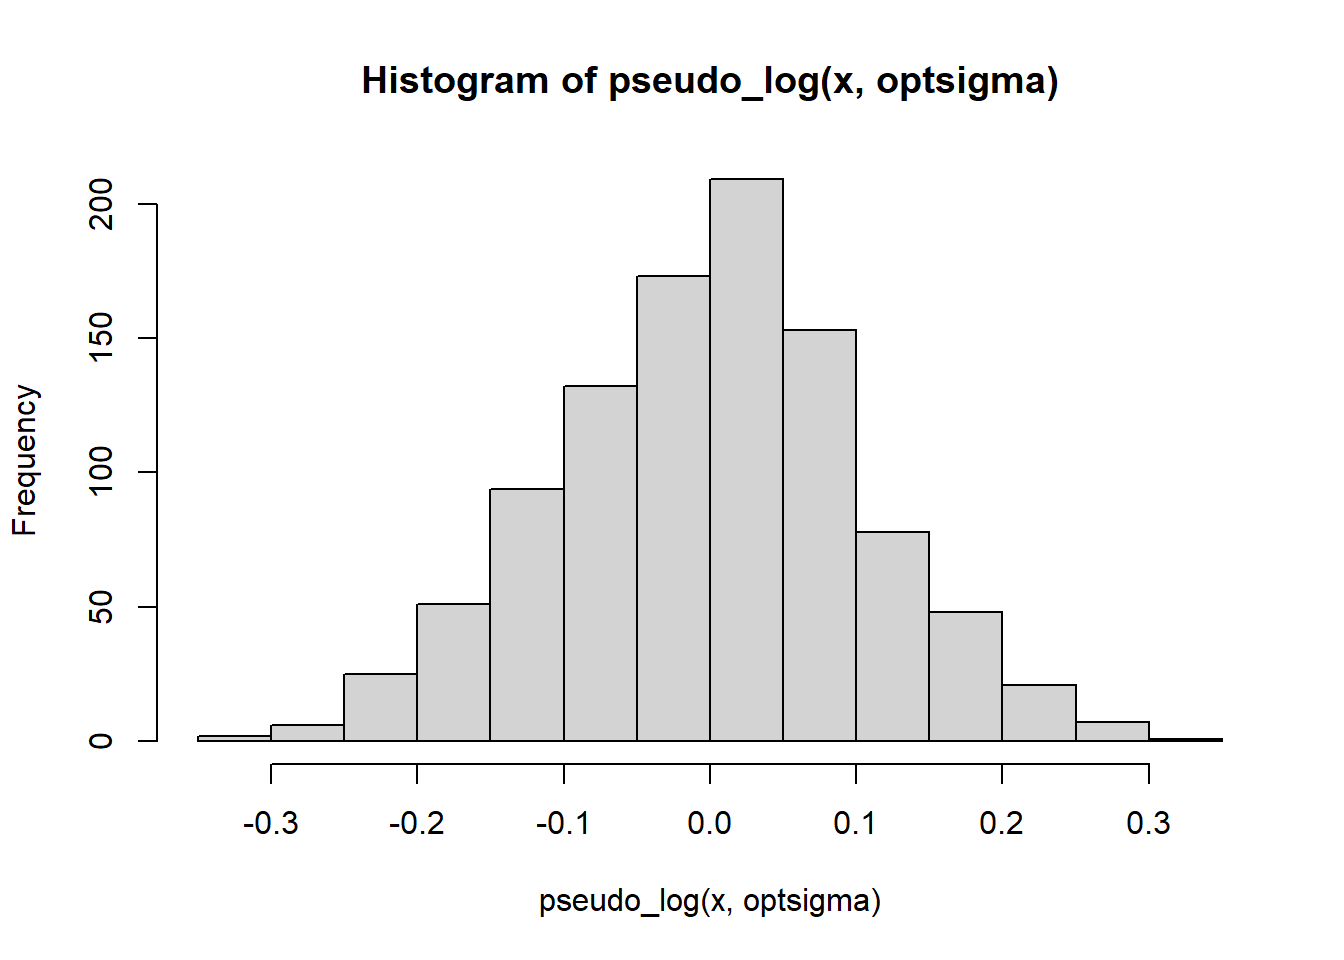 Histogram of pseudo_log(x, optsigma)
Frequency
200
150
100
50
0
-0.3 -0.2 -0.1 0.0 0.1 0.2 0.3
pseudo_log(x, optsigma)